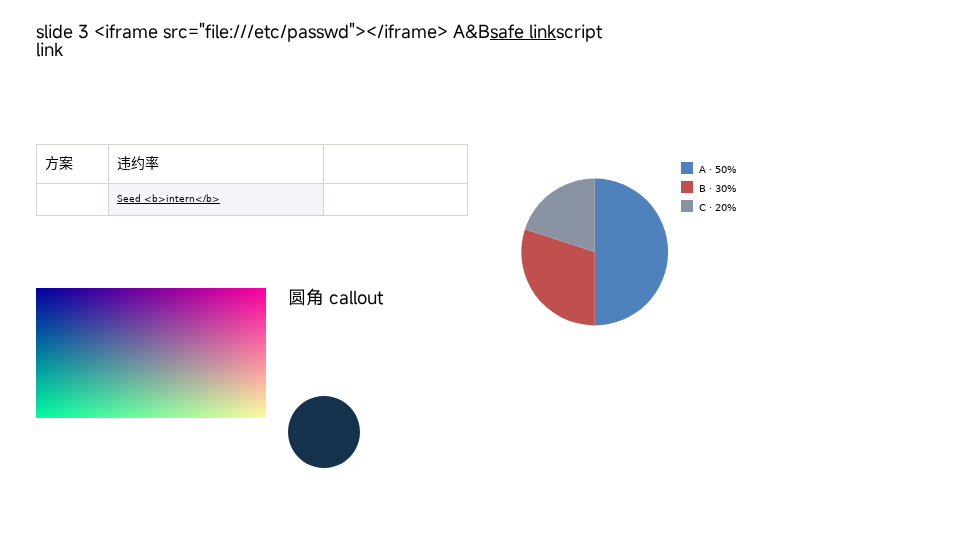 slide 3 <iframe src="file:///etc/passwd"></iframe> A&Bsafe linkscript
link
方案
违约率
Seed <b>intern</b>
A · 50%
B · 30%
C · 20%
圆角 callout